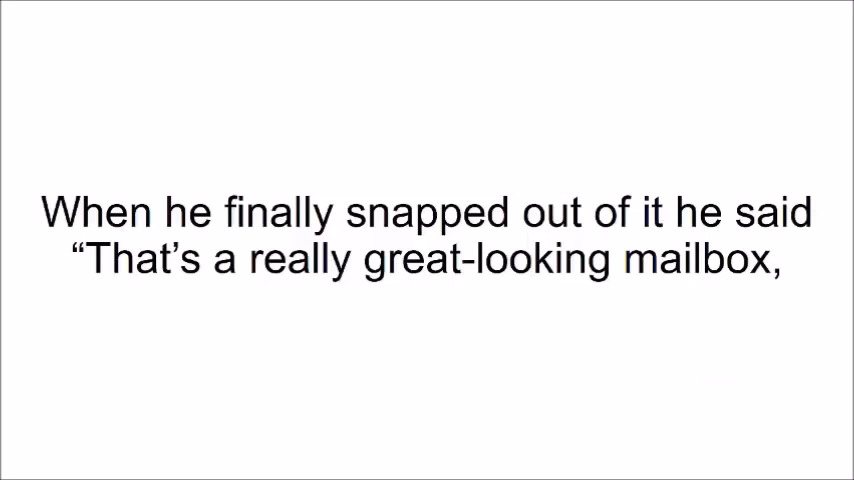 When he finally snapped out of it he said
“That’s a really great-looking mailbox,